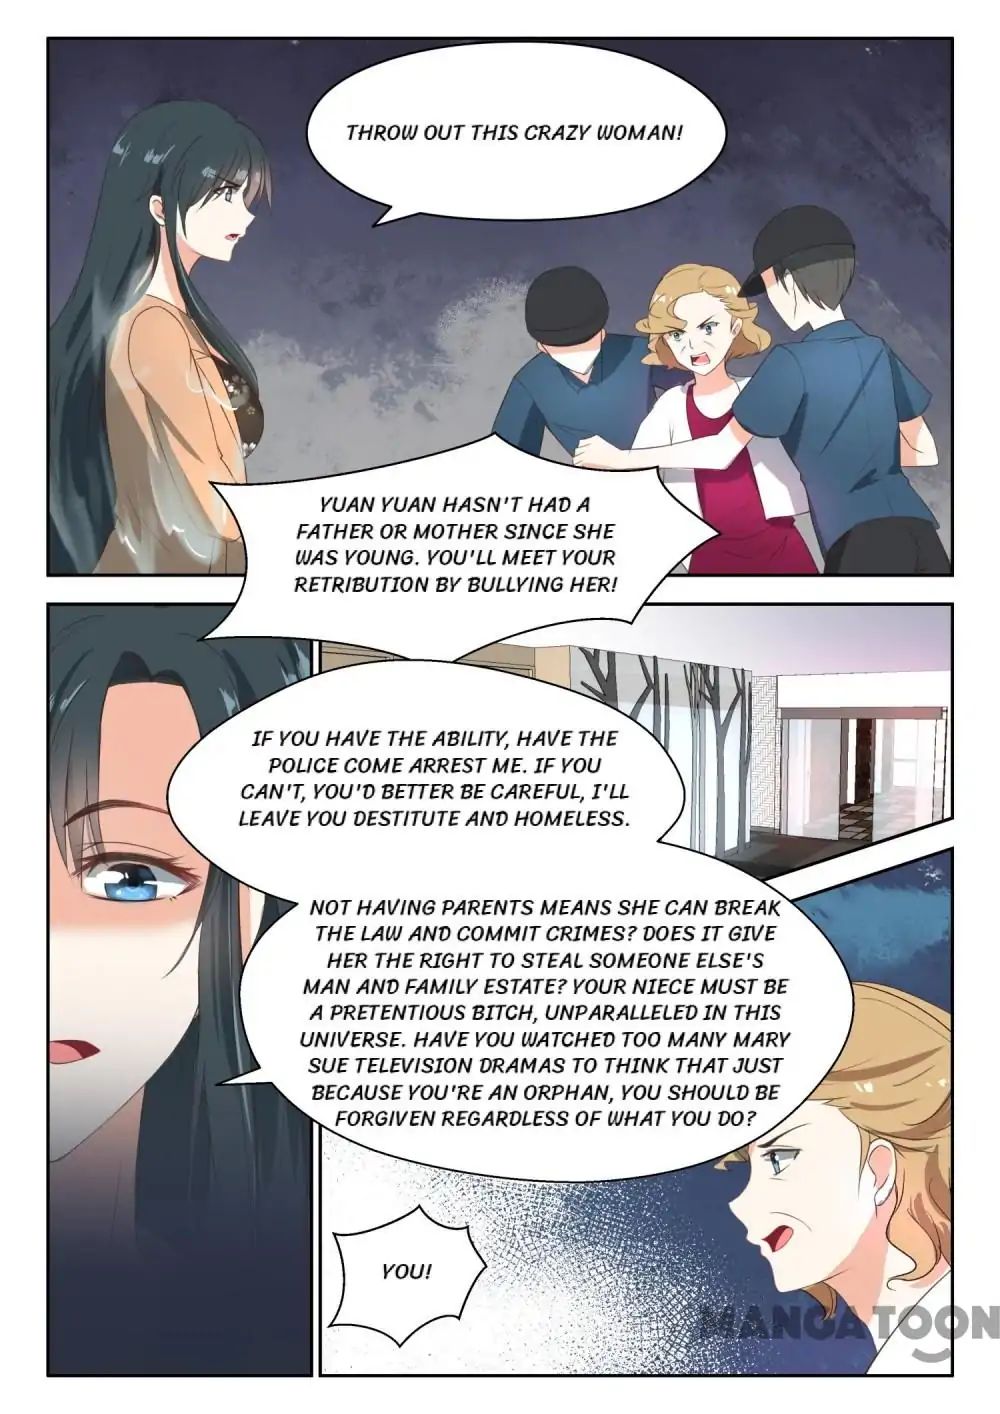 THROW OUT THIS CRAZY WOMAN!
YUAN YUAN HASN'T HAD A
FATHER OR MOTHER SINCE SHE
WAS YOUNG. YOU'LL MEET YOUR
RETRIBUTION BY BULLYING HER!
IF YOU HAVE THE ABILITY, HAVE THE
POLICE COME ARREST ME. IF YOU
CAN'T, YOU'D BETTER BE CAREFUL, I'LL
LEAVE YOU DESTITUTE AND HOMELESS.
NOT HAVING PARENTS MEANS SHE CAN BREAK
THE LAW AND COMMIT CRIMES? DOES IT GIVE
HER THE RIGHT TO STEAL SOMEONE ELSE'S
MAN AND FAMILY ESTATE? YOUR NIECE MUST BE
A PRETENTIOUS BITCH, UNPARALLELED IN THIS
UNIVERSE. HAVE YOU WATCHED TOO MANY MARY
SUE TELEVISION DRAMAS TO THINK THAT JUST
BECAUSE YOU'RE AN ORPHAN, YOU SHOULD BE
FORGIVEN REGARDLESS OF WHAT YOU DO?
YOU!
MANGATOON